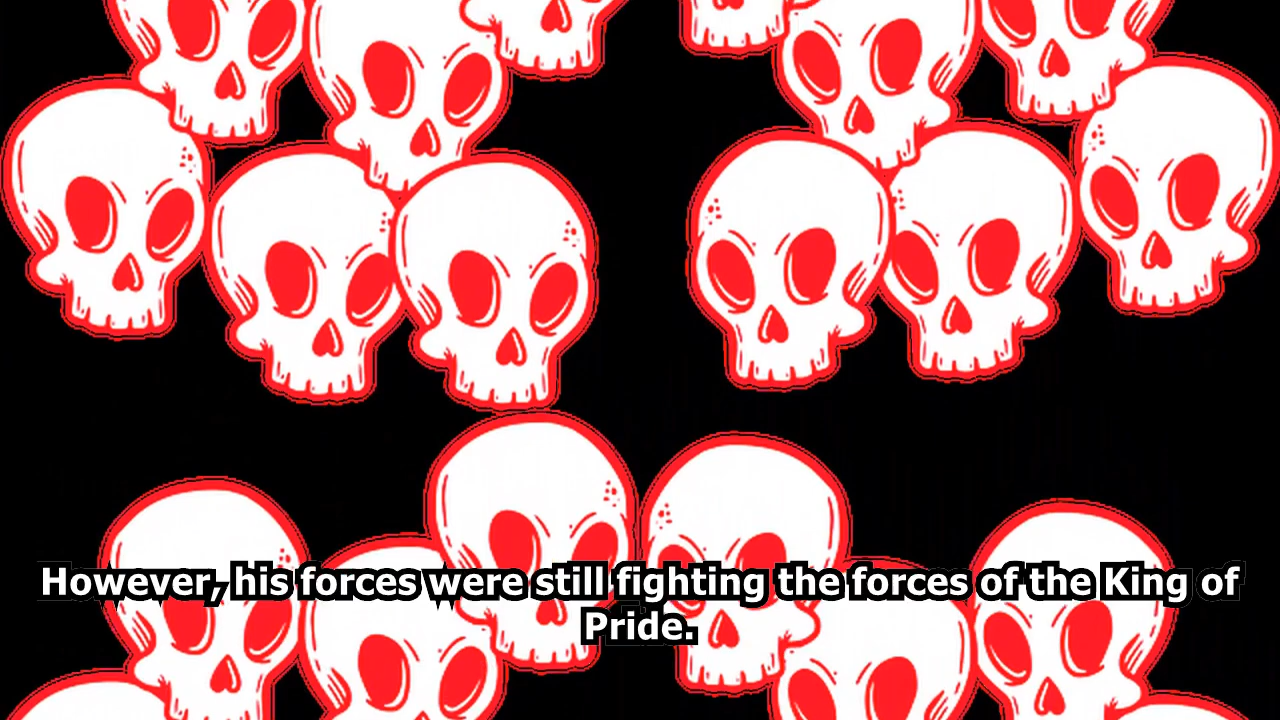 However, his forces were still fighting the forces of the King of
Pride.